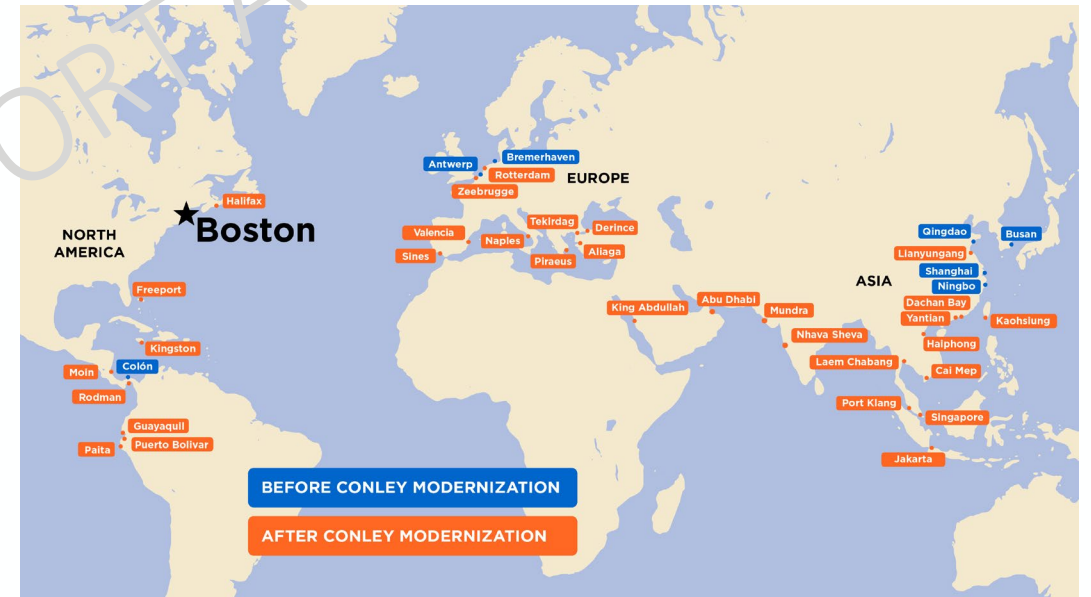 ORTA
Bremerhaven
Antwerp
Rotterdam
EUROPE
Zeebrugge
Halifax
Boston
NORTH
AMERICA
Tekirdag
Derince
Valencia
Naples
Aliaga
Sines
Piraeus
Qingdao
Busan
Lianyungang
Shanghai
ASIA
Ningbo
Freeport
King Abdullah
Abu Dhabi
Mundra
Dachan Bay
Yantian
Kaohsiung
Nhava Sheva
Haiphong
Kingston
Colón
Moin
Laem Chabang
Cai Mep
Rodman
Port Klang
Singapore
Guayaquil
Puerto Bolivar
Paita
Jakarta
BEFORE CONLEY MODERNIZATION
AFTER CONLEY MODERNIZATION